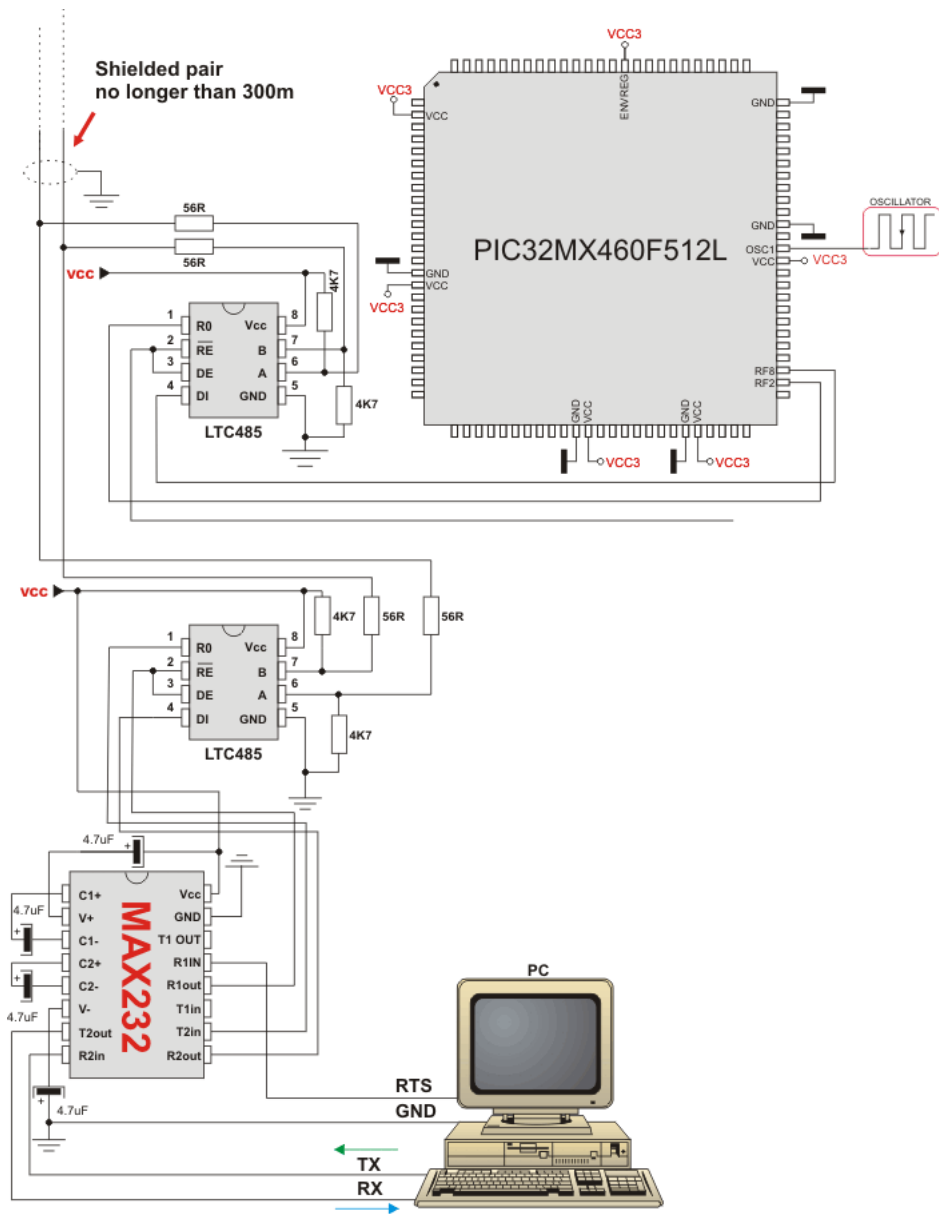 Shielded pair
no longer than 300m
56R
56R
vcc
4K7
4K7
1 R0
2 RE
3 DE
4 DI
Vcc 8
B 7
A 6
GND 5
LTC485
VCC3
ENVREG
VCC3
VCC
GND
GND
OSC1
VCC
VCC3
OSCILLATOR
PIC32MX460F512L
GND
VCC
VCC3
RF8
RF2
GND
VCC
VCC3
GND
VCC
VCC3
vcc
4K7
56R
56R
1 R0
2 RE
3 DE
4 DI
Vcc 8
B 7
A 6
GND 5
4K7
LTC485
4.7uF
4.7uF
4.7uF
4.7uF
+
+
+
+
MAX232
C1+
V+
C1-
C2+
C2-
V-
T2out
R2in
Vcc
GND
T1 OUT
R1IN
R1out
T1in
T2in
R2out
PC
RTS
GND
TX
RX